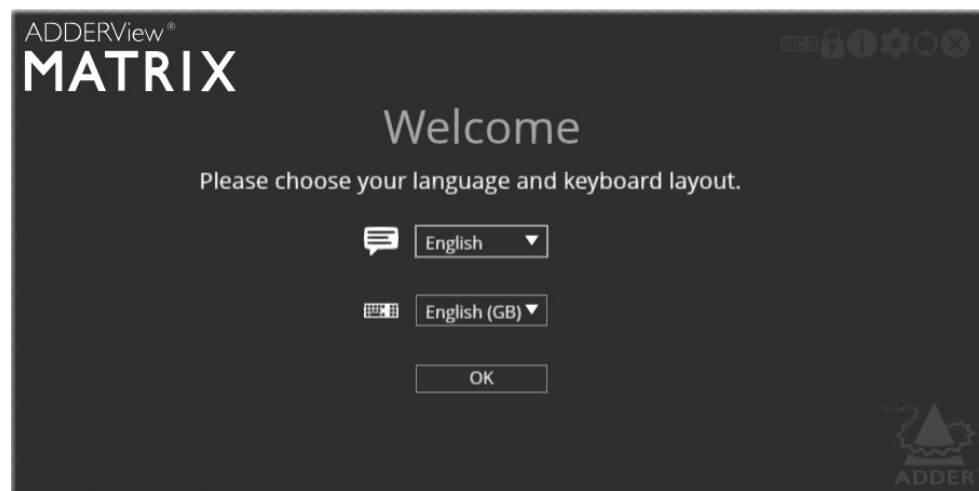 ADDERView®
MATRIX
Welcome
Please choose your language and keyboard layout.
English
English (GB)
OK
ADDER